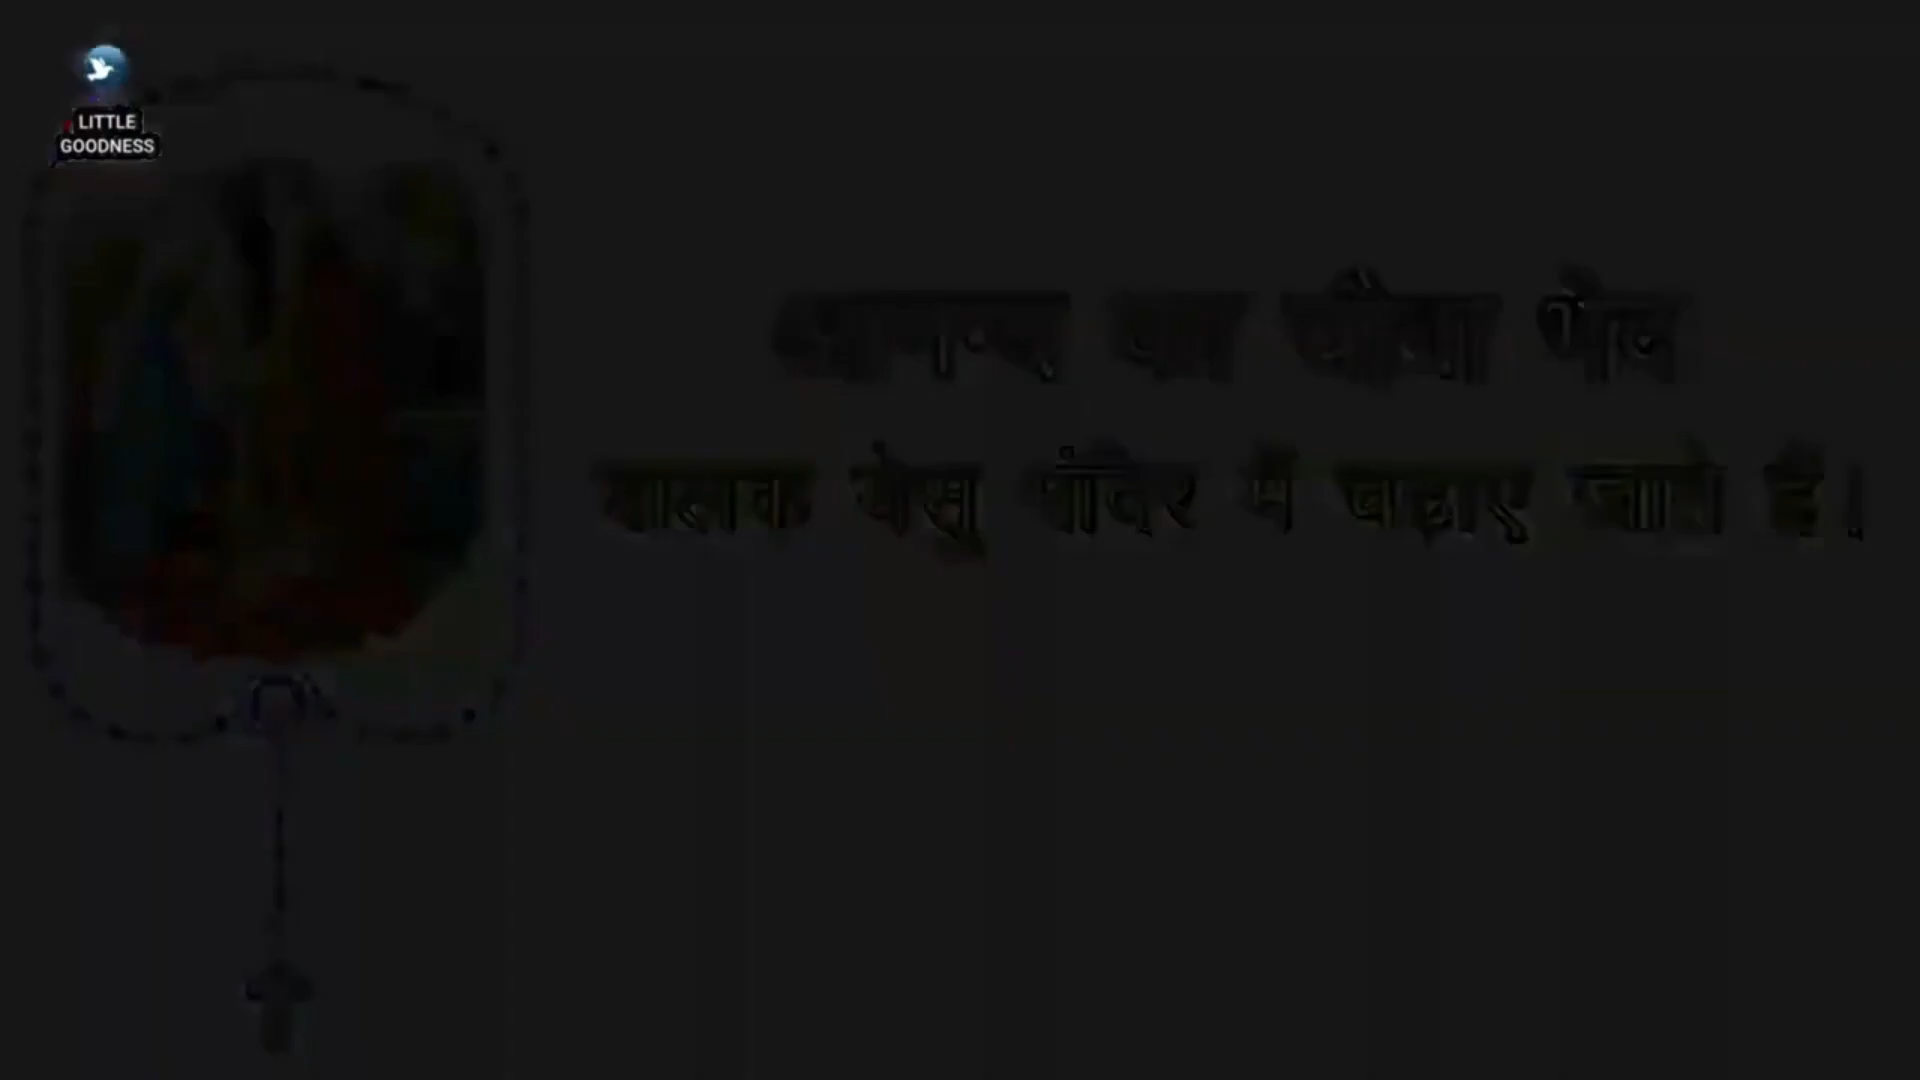 LITTLE
GOODNESS
आनन्द का चौथा भेद
बालक येसु मंदिर में चढ़ाए जाते हैं।